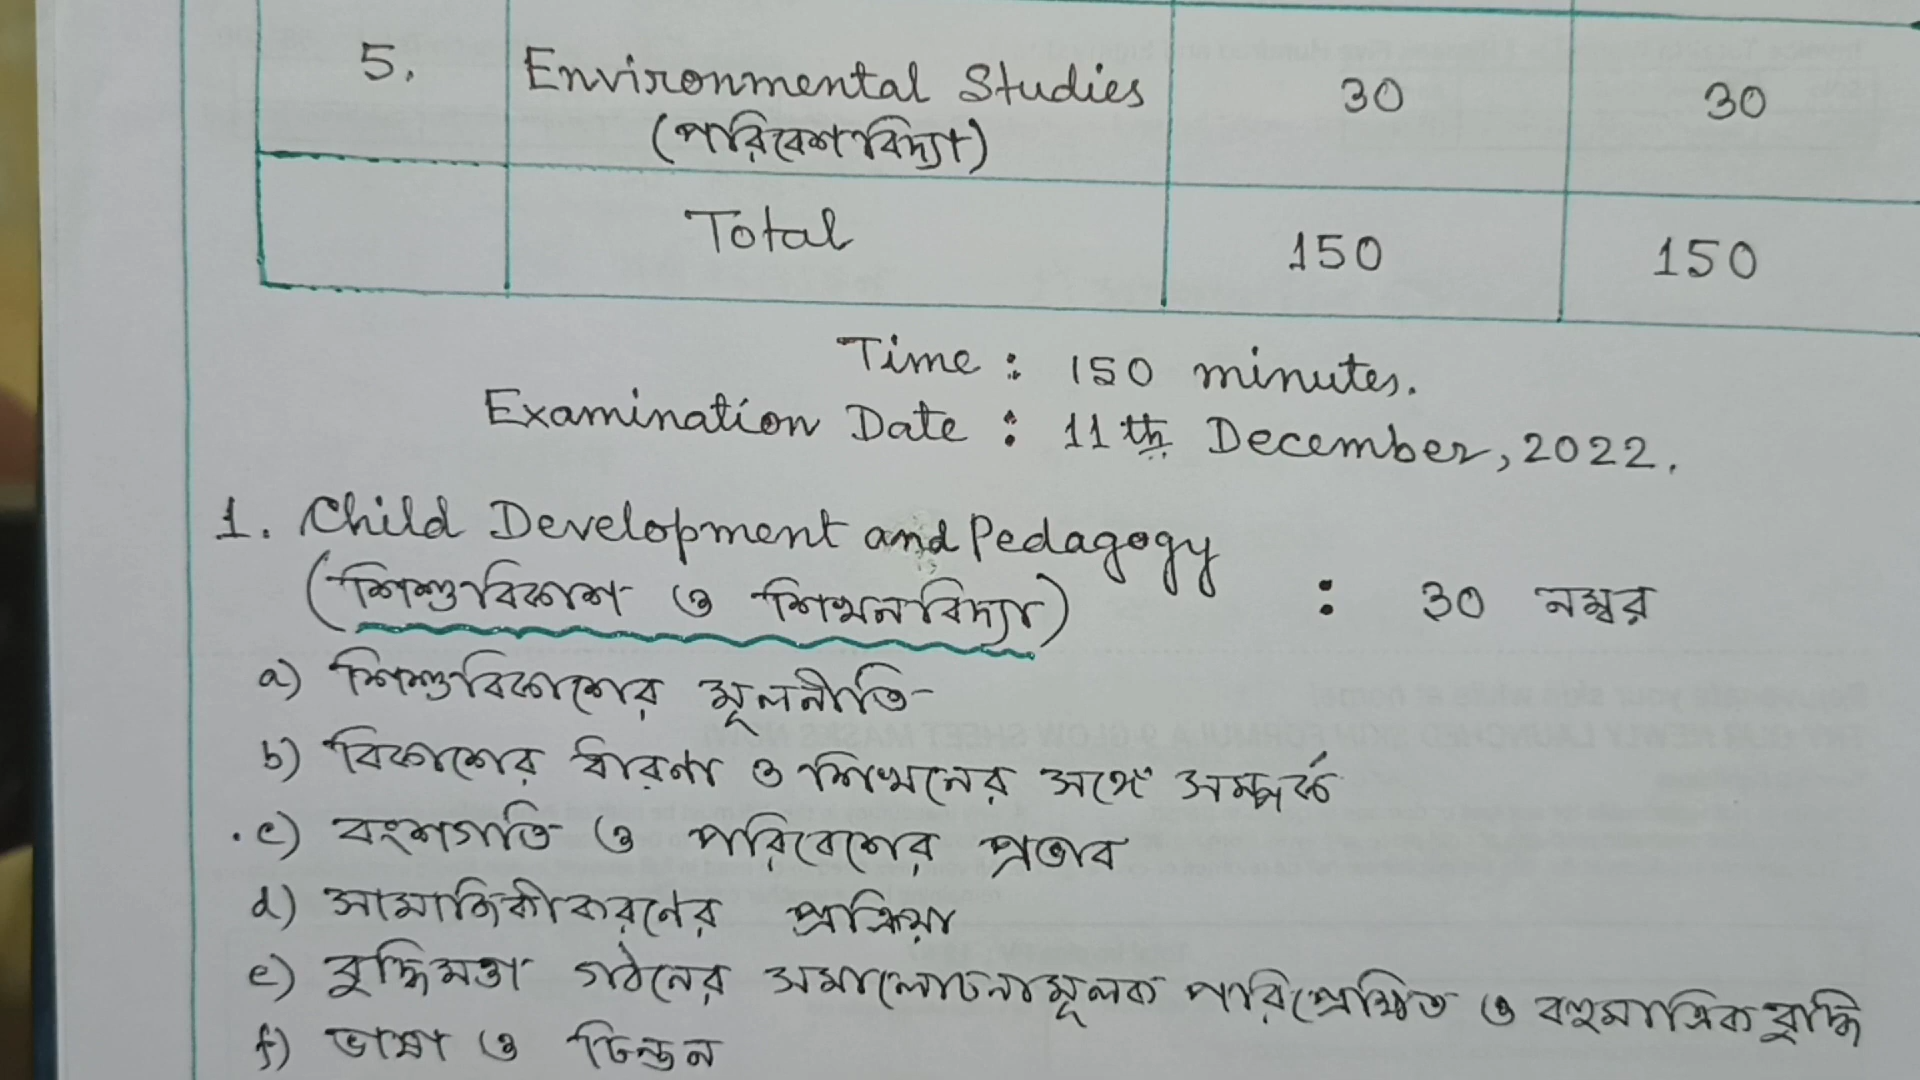 5. Environmental Studies 30 30
(পরিবেশবিদ্যা)
Total 150 150
Time : 150 minutes.
Examination Date : 11th December, 2022.
1. Child Development and Pedagogy
(শিশুবিকাশ ও শিখনবিদ্যা) : 30 নম্বর
a) শিশুবিকাশের মূলনীতি
b) বিকাশের ধারণা ও শিখনের সঙ্গে সম্পর্ক
c) বংশগতি ও পরিবেশের প্রভাব
d) সামাজিকীকরণের প্রক্রিয়া
e) বুদ্ধিমত্তা গঠনের সমালোচনামূলক পরিপ্রেক্ষিত ও বহুমাত্রিক বুদ্ধি
f) ভাষা ও চিন্তন